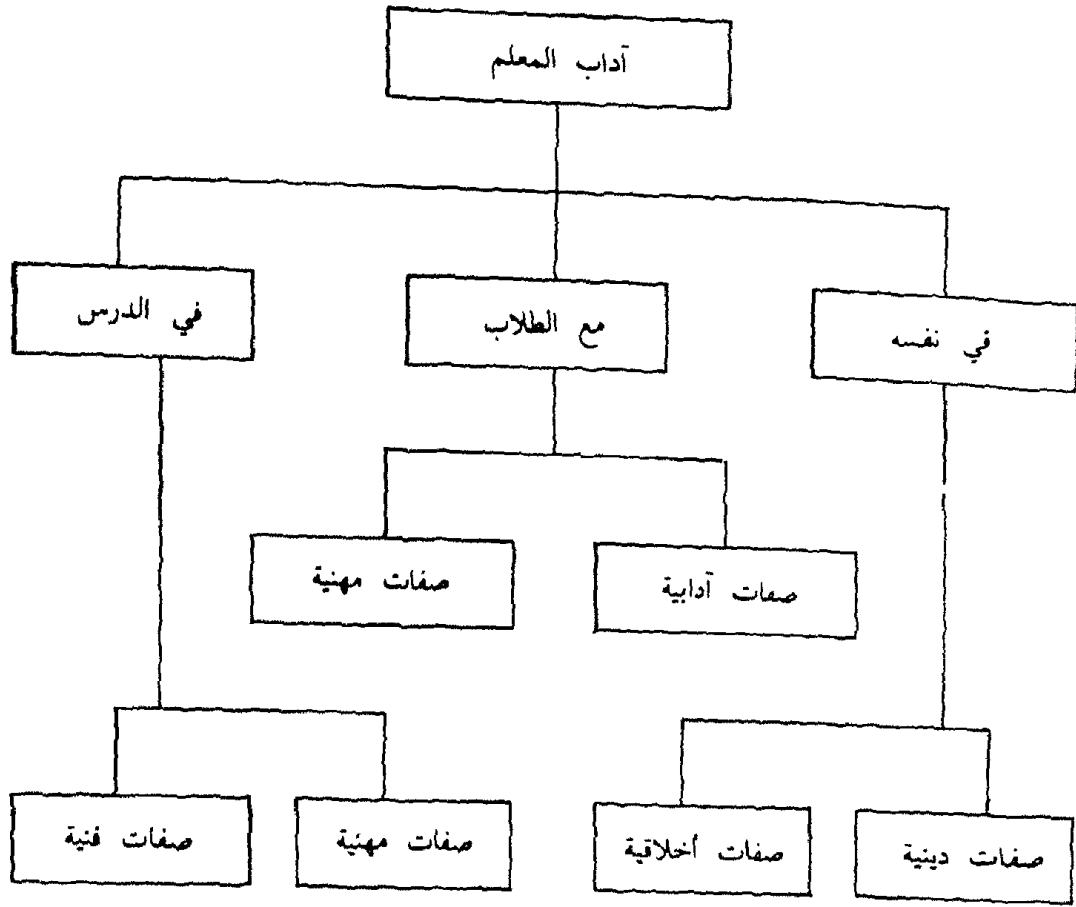 آداب المعلم
في نفسه
مع الطلاب
في الدرس
صفات آدابية
صفات مهنية
صفات دينية
صفات أخلاقية
صفات مهنية
صفات فنية